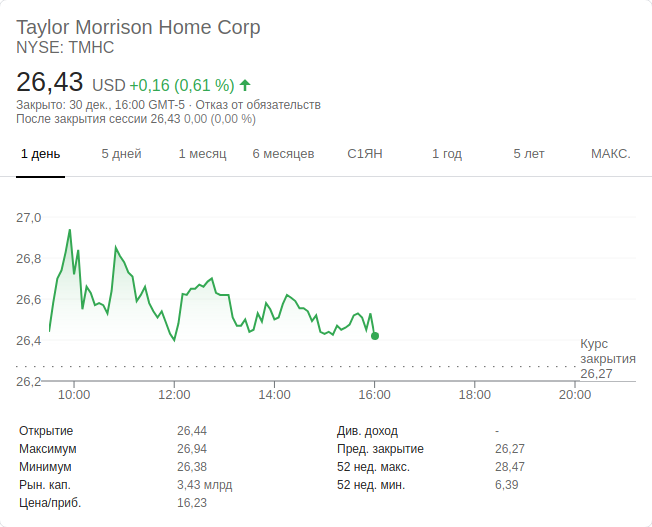 Taylor Morrison Home Corp
NYSE: TMHC
26,43 USD +0,16 (0,61 %)
Закрыто: 30 дек., 16:00 GMT-5 · Отказ от обязательств
После закрытия сессии 26,43 0,00 (0,00 %)
1 день 5 дней 1 месяц 6 месяцев С1ЯН 1 год 5 лет МАКС.
27,0
26,8
26,6
26,4
26,2
Курс
закрытия
26,27
10:00 12:00 14:00 16:00 18:00 20:00
Открытие 26,44 Див. доход -
Максимум 26,94 Пред. закрытие 26,27
Минимум 26,38 52 нед. макс. 28,47
Рын. кап. 3,43 млрд 52 нед. мин. 6,39
Цена/приб. 16,23